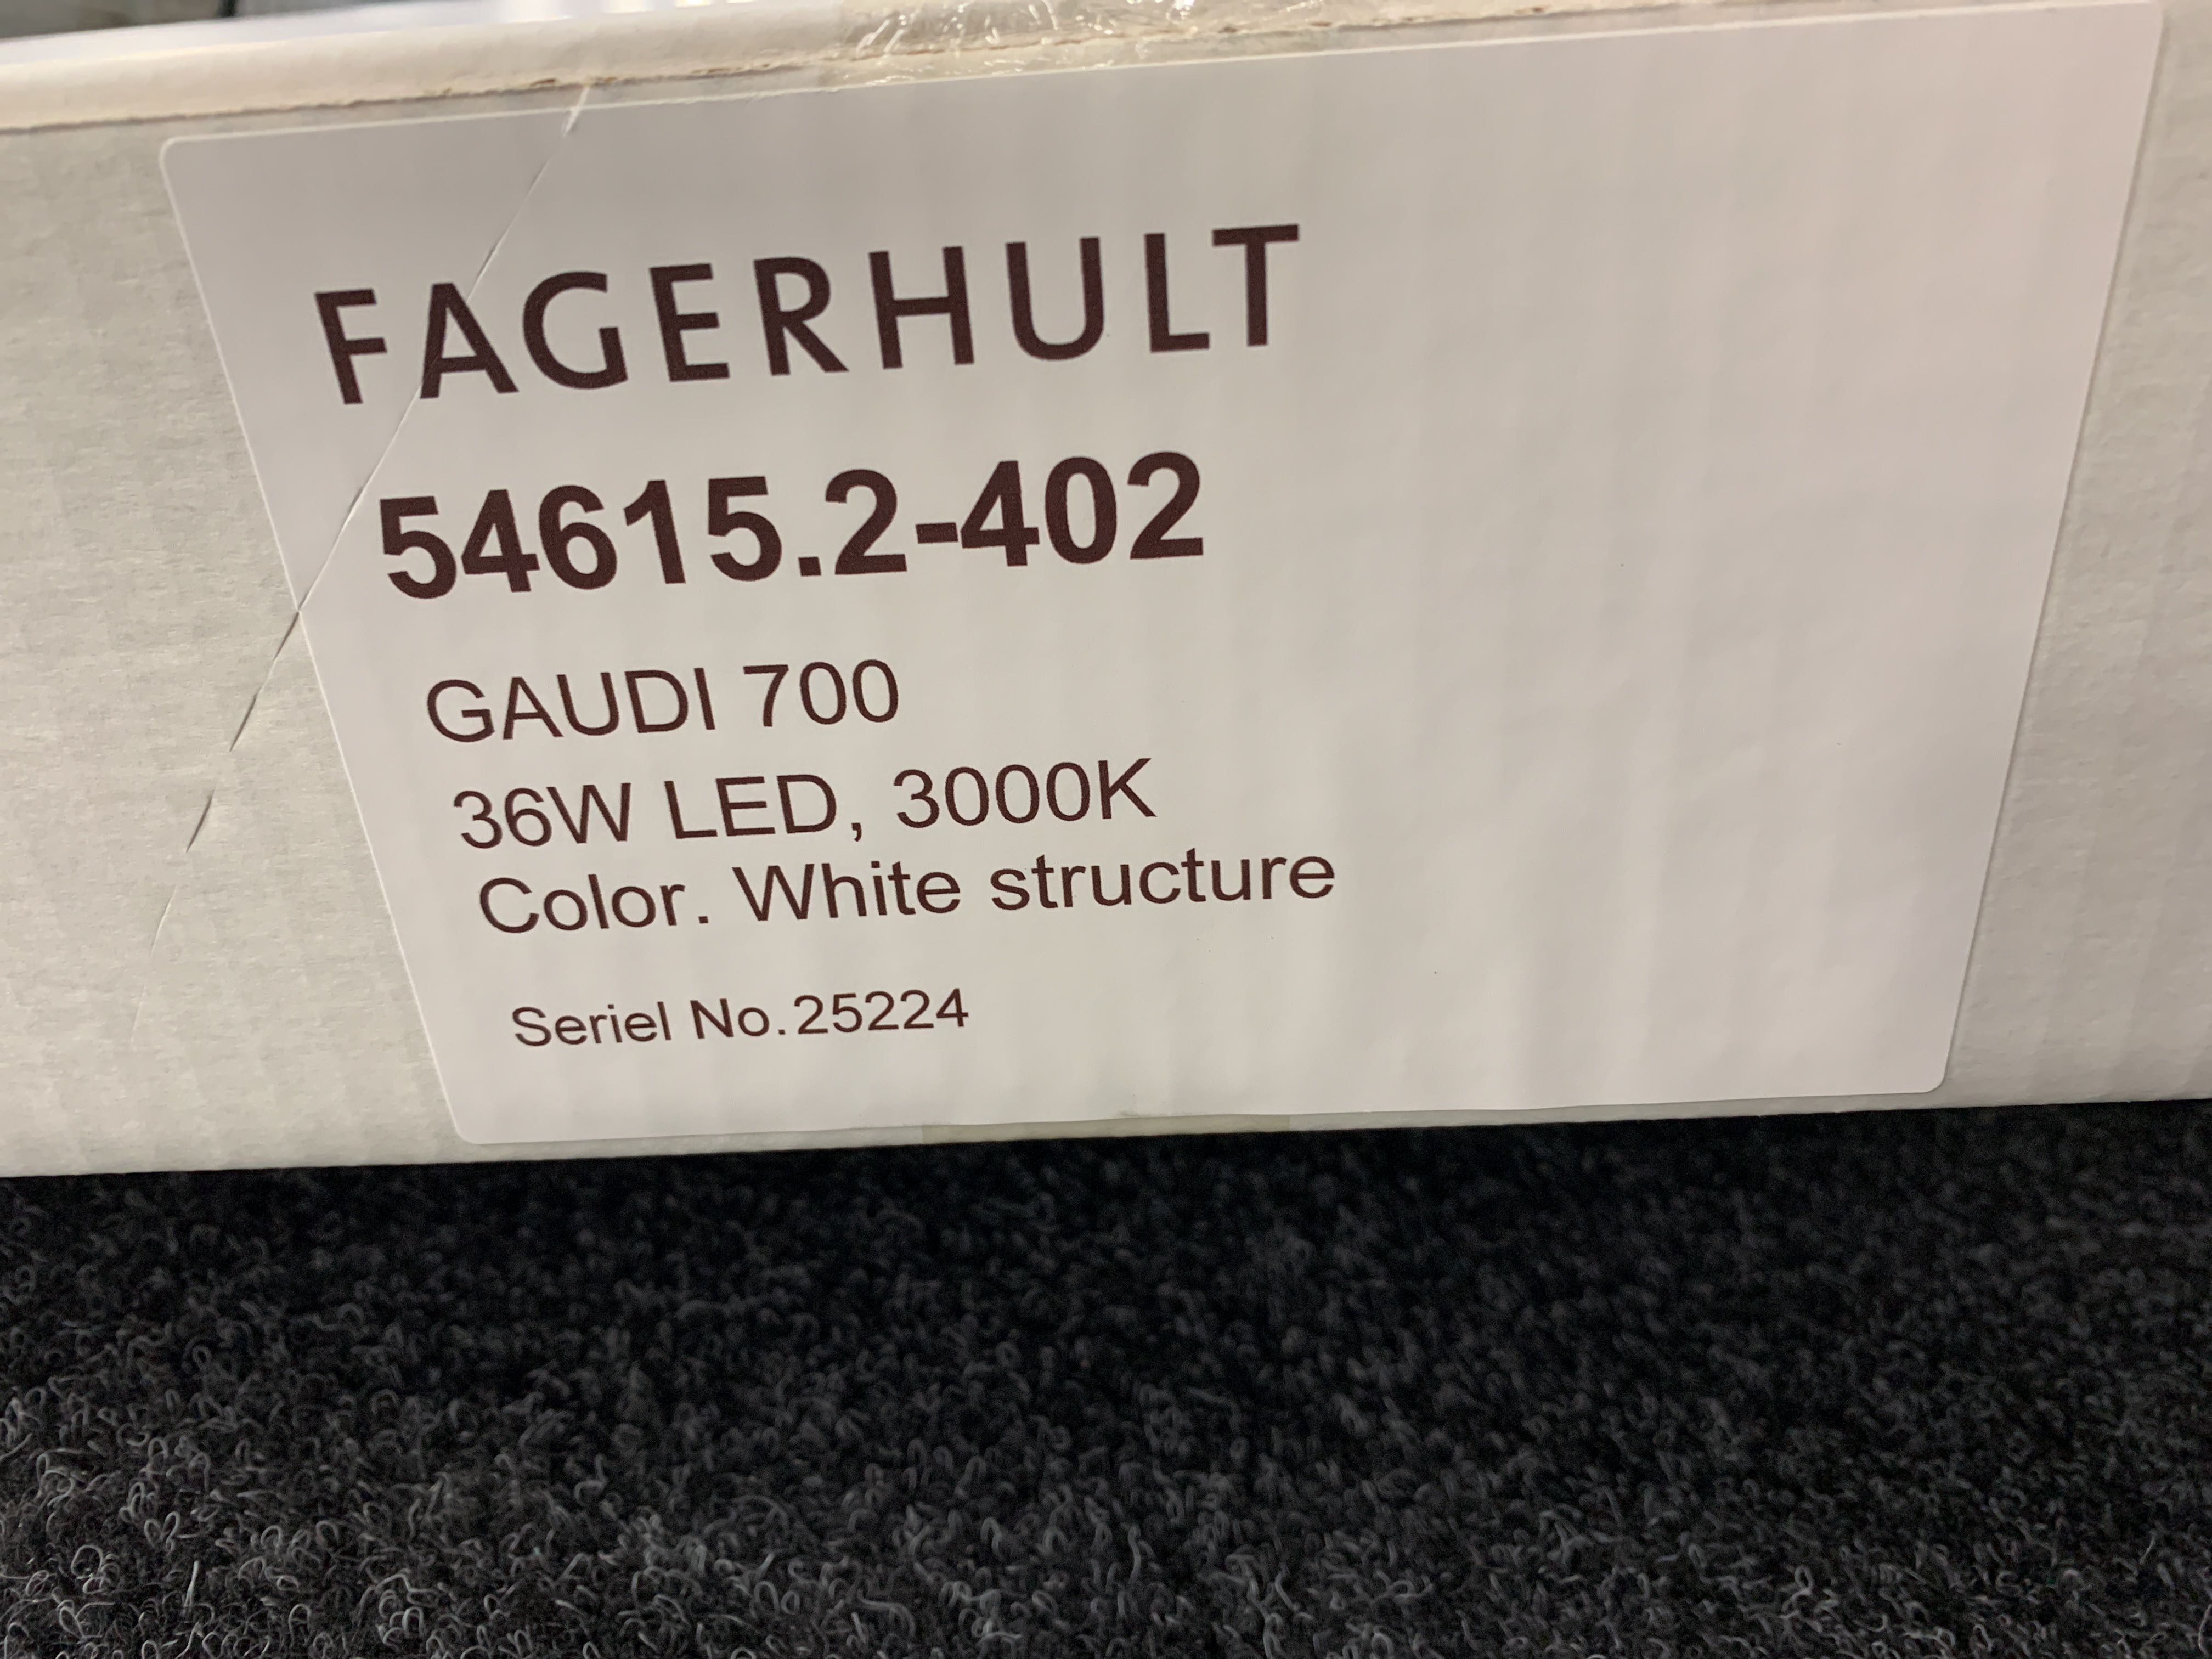 FAGERHULT
54615.2-402
GAUDI 700
36W LED, 3000K
Color. White structure
Seriel No.25224